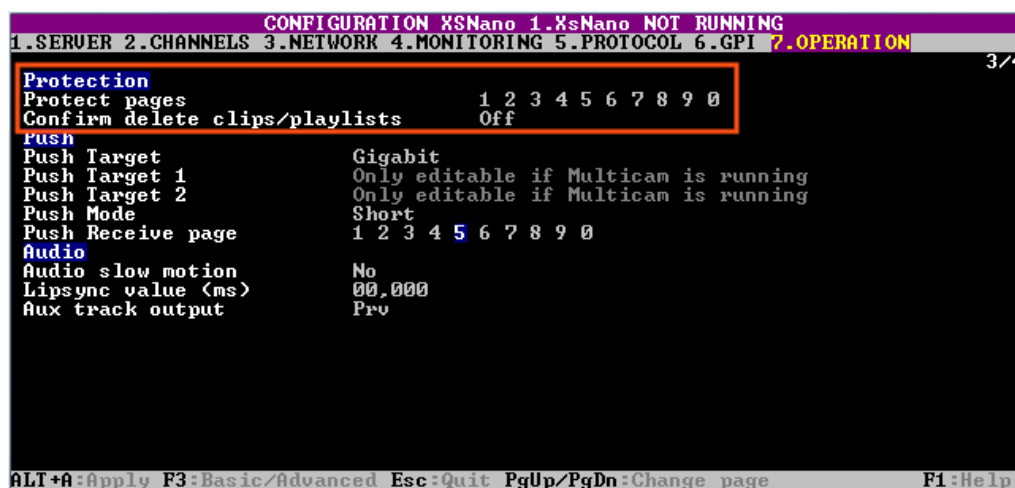 CONFIGURATION XSNano 1.XsNano NOT RUNNING
1.SERVER 2.CHANNELS 3.NETWORK 4.MONITORING 5.PROTOCOL 6.GPI 7.OPERATION
3/4
Protection
Protect pages 1 2 3 4 5 6 7 8 9 0
Confirm delete clips/playlists Off
Push
Push Target Gigabit
Push Target 1 Only editable if Multicam is running
Push Target 2 Only editable if Multicam is running
Push Mode Short
Push Receive page 1 2 3 4 5 6 7 8 9 0
Audio
Audio slow motion No
Lipsync value (ms) 00,000
Aux track output Prv
ALT+A:Apply F3:Basic/Advanced Esc:Quit PgUp/PgDn:Change page F1:Help